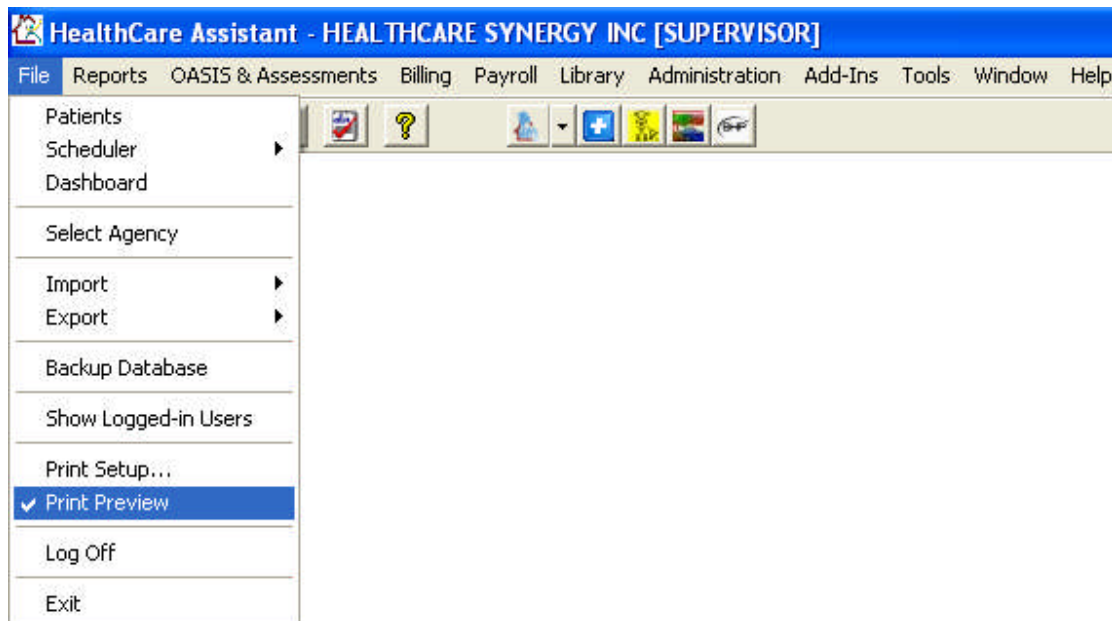 HealthCare Assistant - HEALTHCARE SYNERGY INC [SUPERVISOR]
File Reports OASIS & Assessments Billing Payroll Library Administration Add-Ins Tools Window Help
Patients
Scheduler
Dashboard
Select Agency
Import
Export
Backup Database
Show Logged-in Users
Print Setup...
Print Preview
Log Off
Exit